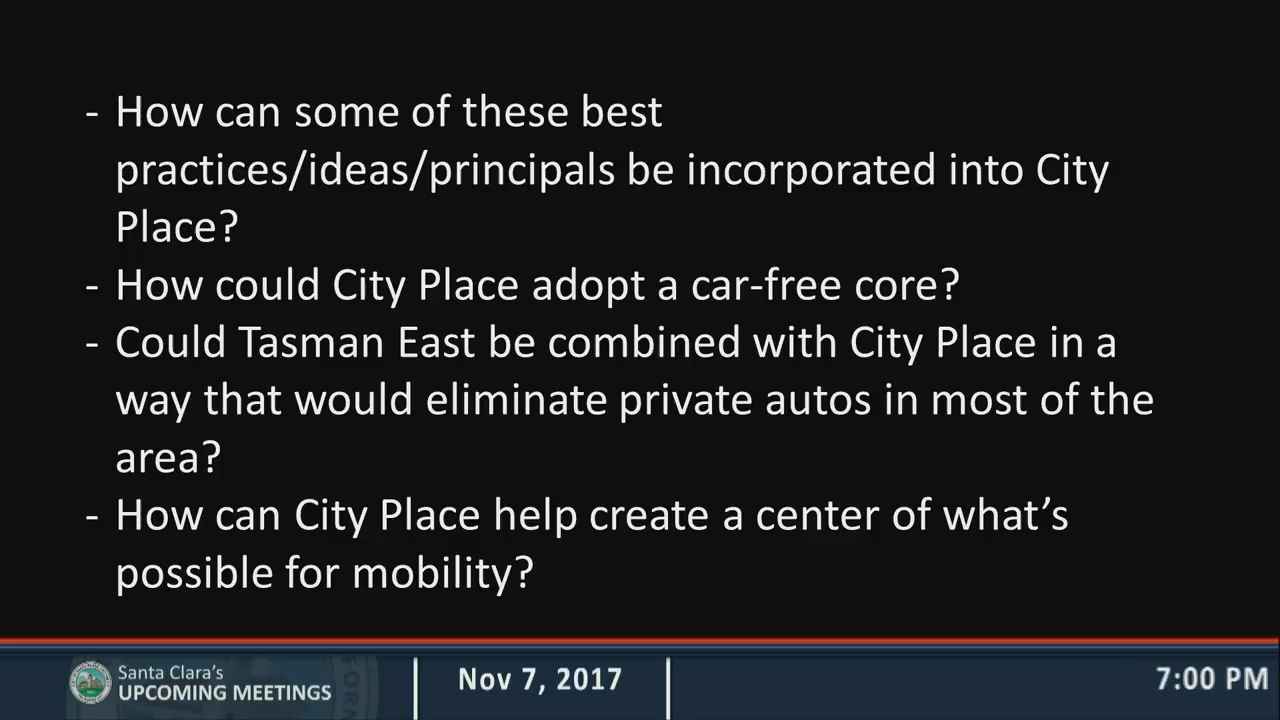 - How can some of these best
practices/ideas/principals be incorporated into City
Place?
- How could City Place adopt a car-free core?
- Could Tasman East be combined with City Place in a
way that would eliminate private autos in most of the
area?
- How can City Place help create a center of what’s
possible for mobility?
Santa Clara’s
UPCOMING MEETINGS
Nov 7, 2017
7:00 PM